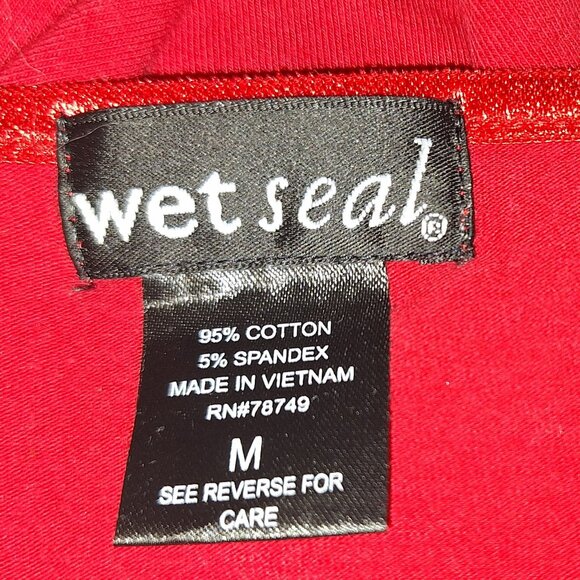 wet seal®
95% COTTON
5% SPANDEX
MADE IN VIETNAM
RN#78749
M
SEE REVERSE FOR
CARE